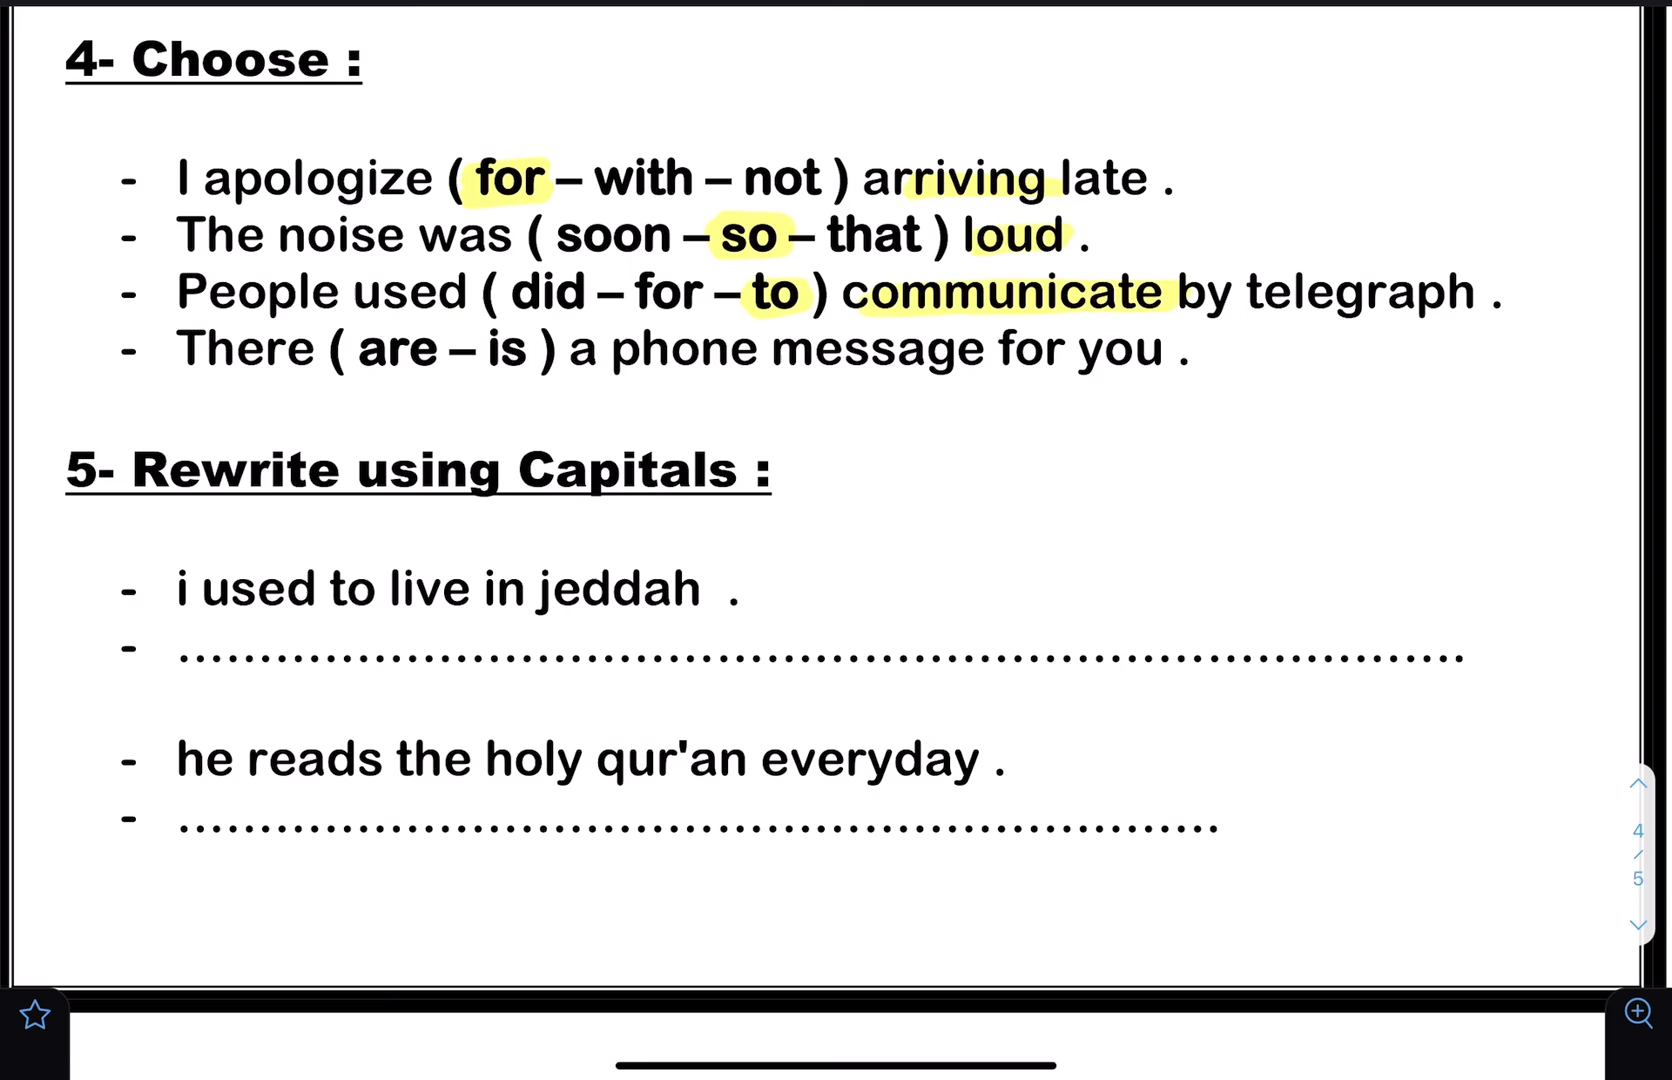 4- Choose :
- I apologize ( for – with – not ) arriving late .
- The noise was ( soon – so – that ) loud .
- People used ( did – for – to ) communicate by telegraph .
- There ( are – is ) a phone message for you .
5- Rewrite using Capitals :
- i used to live in jeddah .
- ................................................................................
- he reads the holy qur'an everyday .
- ................................................................
4
/
5